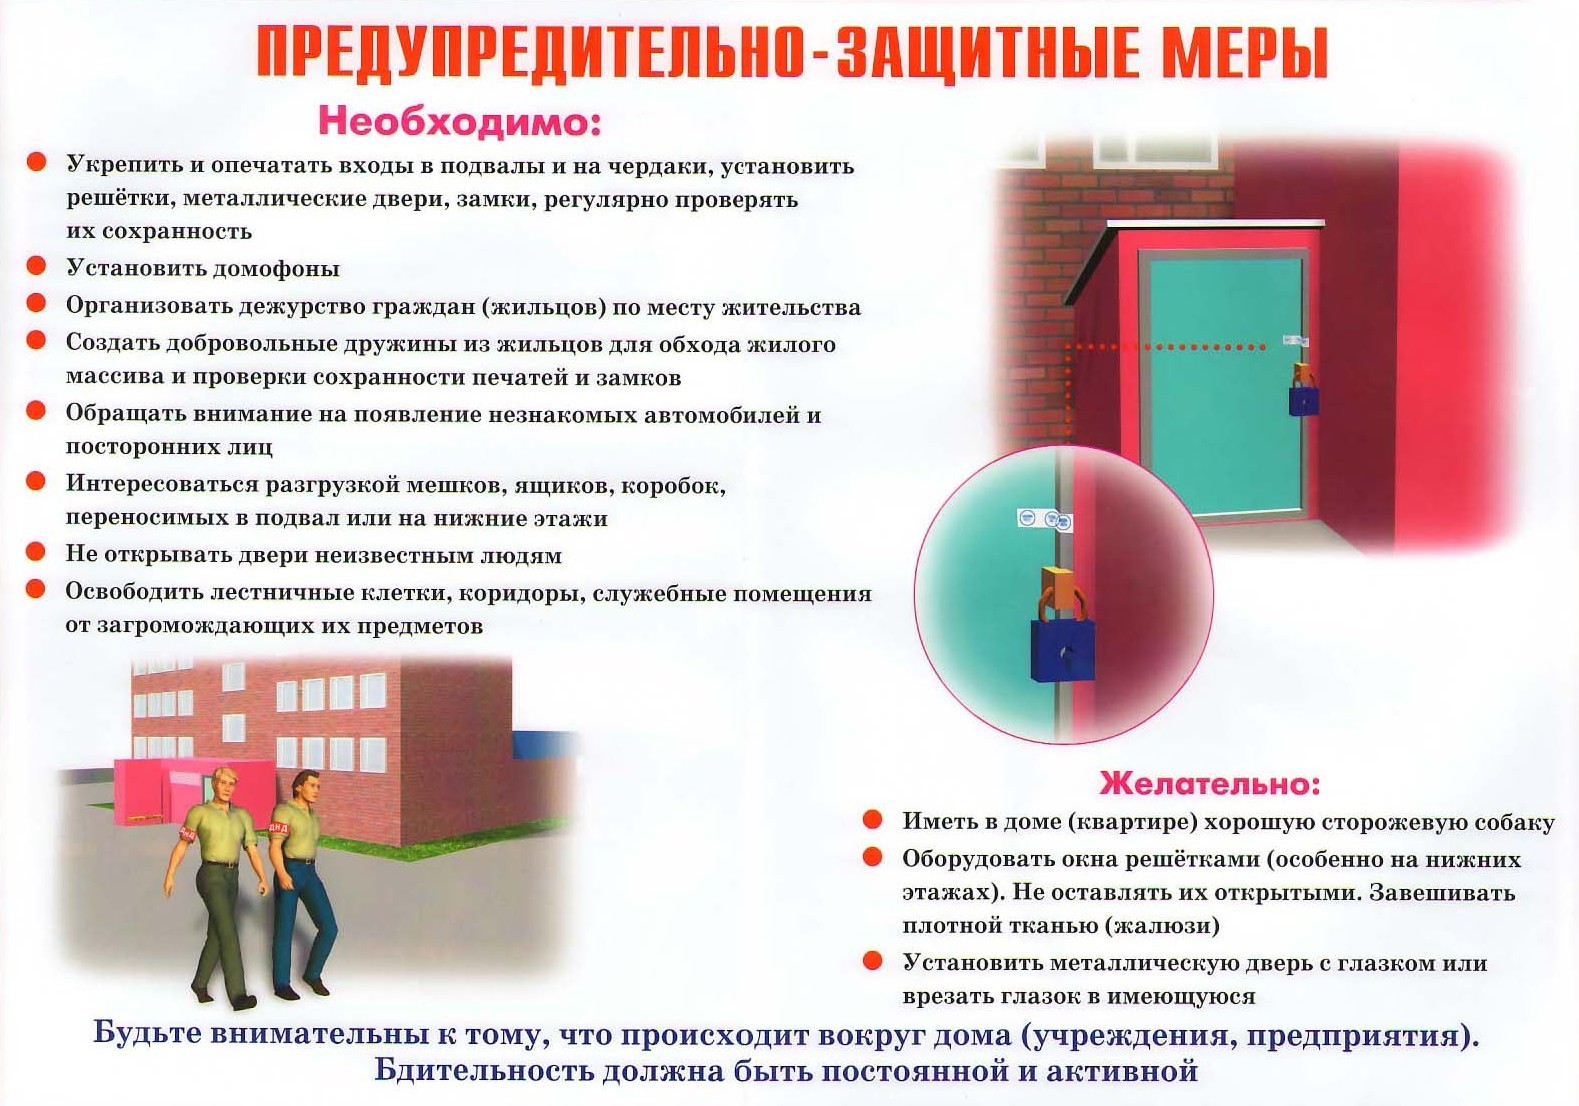 ПРЕДУПРЕДИТЕЛЬНО-ЗАЩИТНЫЕ МЕРЫ
Необходимо:
Укрепить и опечатать входы в подвалы и на чердаки, установить
решётки, металлические двери, замки, регулярно проверять
их сохранность
Установить домофоны
Организовать дежурство граждан (жильцов) по месту жительства
Создать добровольные дружины из жильцов для обхода жилого
массива и проверки сохранности печатей и замков
Обращать внимание на появление незнакомых автомобилей и
посторонних лиц
Интересоваться разгрузкой мешков, ящиков, коробок,
переносимых в подвал или на нижние этажи
Не открывать двери неизвестным людям
Освободить лестничные клетки, коридоры, служебные помещения
от загромождающих их предметов
ДНД
ДНД
Желательно:
Иметь в доме (квартире) хорошую сторожевую собаку
Оборудовать окна решётками (особенно на нижних
этажах). Не оставлять их открытыми. Завешивать
плотной тканью (жалюзи)
Установить металлическую дверь с глазком или
врезать глазок в имеющуюся
Будьте внимательны к тому, что происходит вокруг дома (учреждения, предприятия).
Бдительность должна быть постоянной и активной